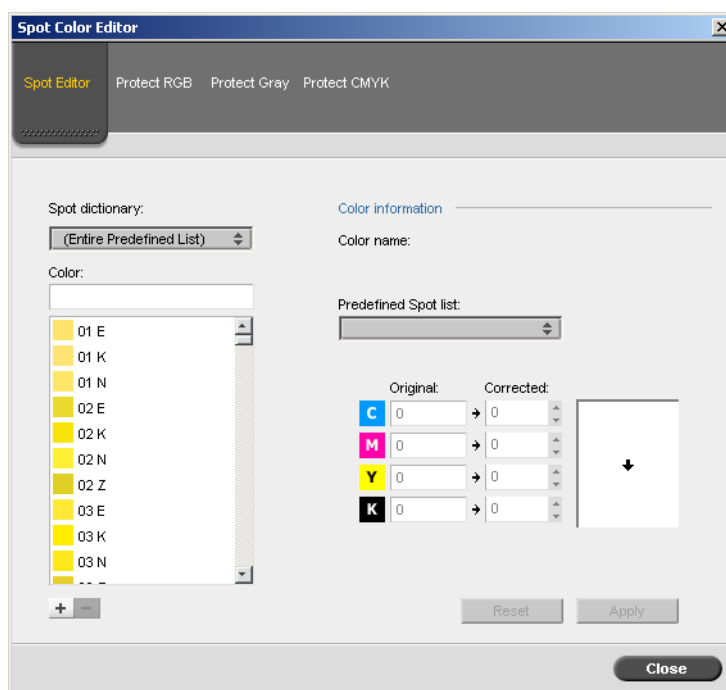 Spot Color Editor
Spot Editor Protect RGB Protect Gray Protect CMYK
Spot dictionary:
(Entire Predefined List)
Color:
01 E
01 K
01 N
02 E
02 K
02 N
02 Z
03 E
03 K
03 N
+ −
Color information
Color name:
Predefined Spot list:
Original: Corrected:
C 0 0
M 0 0
Y 0 0
K 0 0
Reset Apply
Close